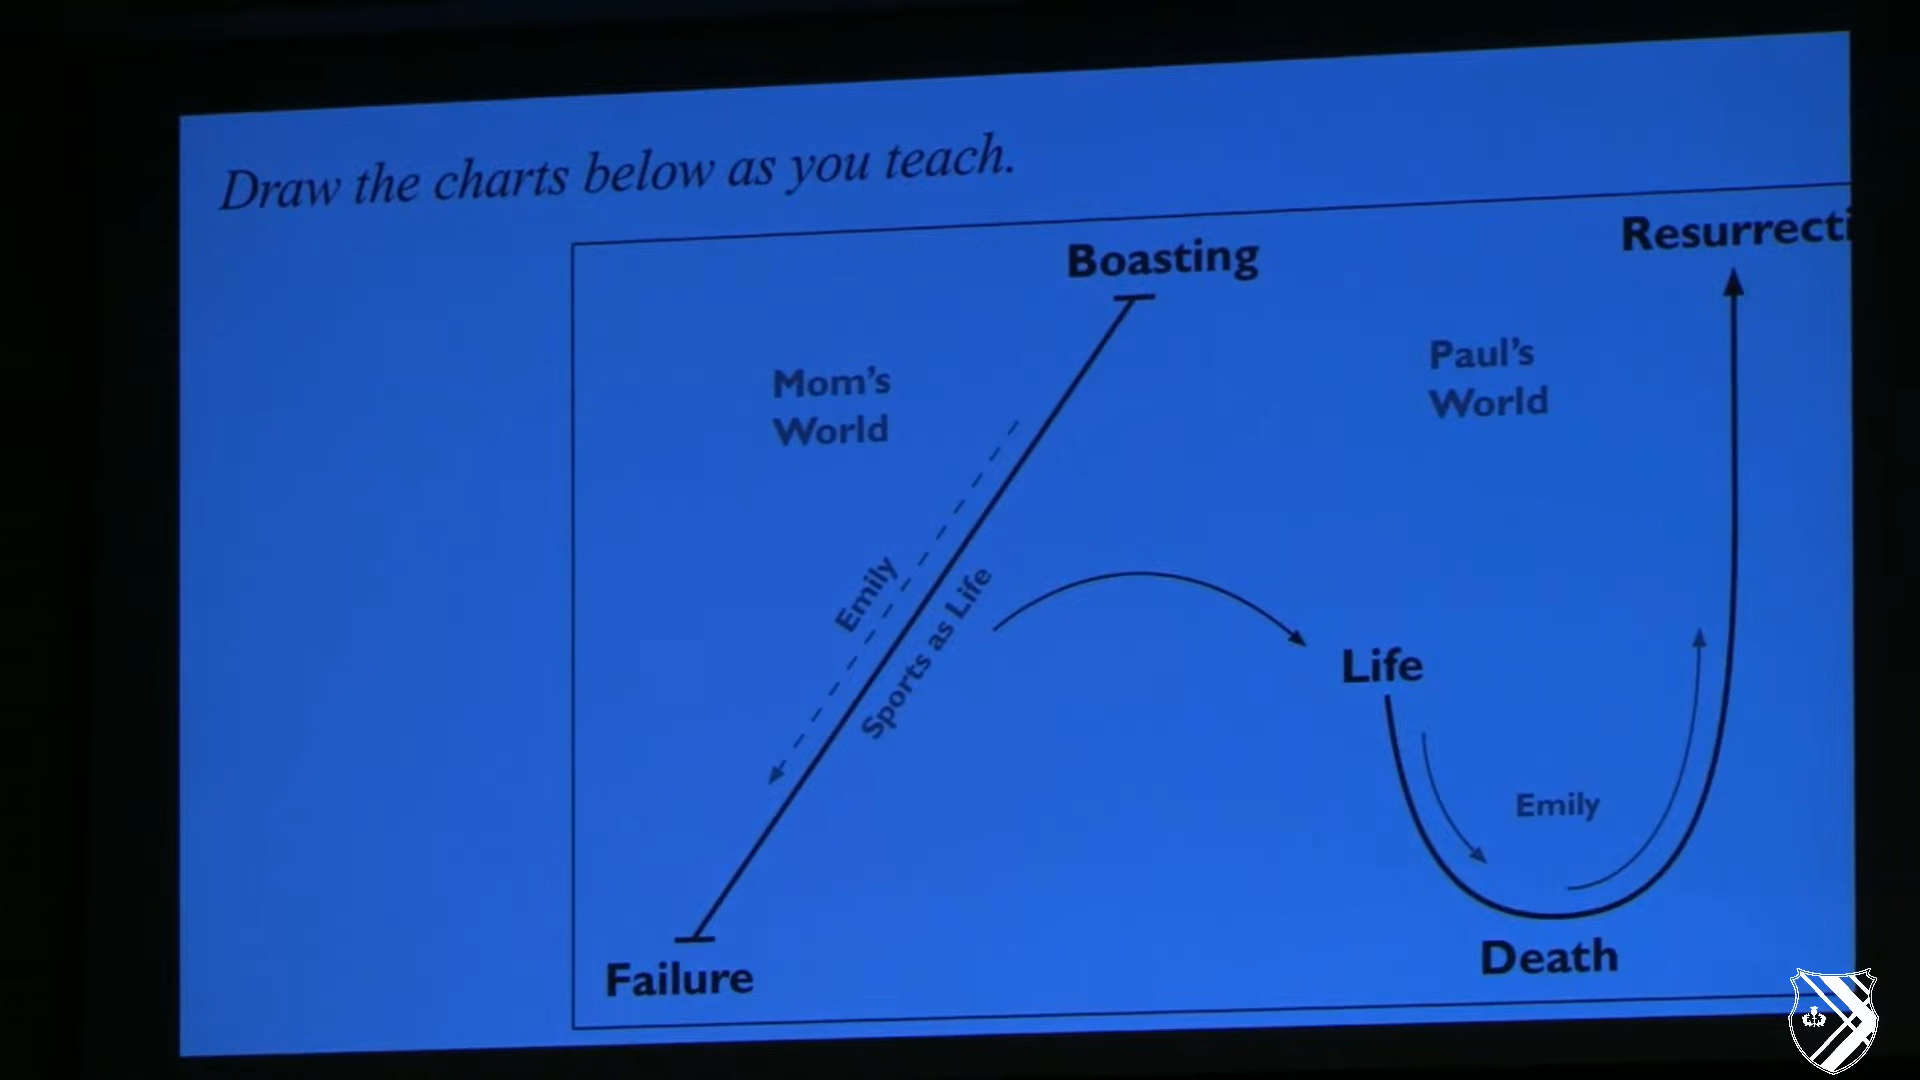 Draw the charts below as you teach.
Boasting
Resurrecti
Mom's
World
Paul's
World
Emily
Sports as Life
Life
Emily
Death
Failure